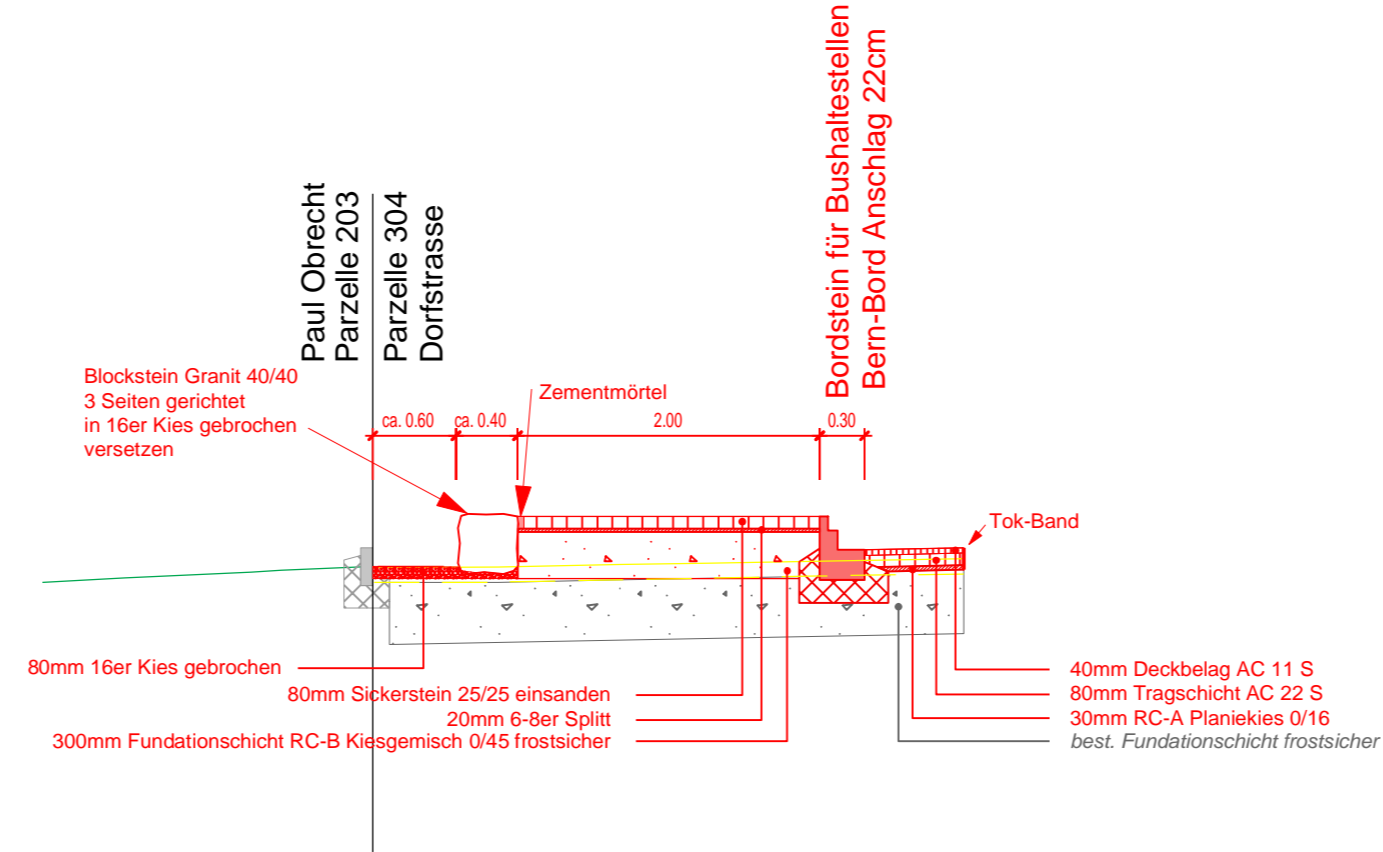 Bordstein für Bushaltestellen
Bern-Bord Anschlag 22cm
Paul Obrecht
Parzelle 203
Parzelle 304
Dorfstrasse
Blockstein Granit 40/40
3 Seiten gerichtet
in 16er Kies gebrochen
versetzen
Zementmörtel
ca. 0.60
ca. 0.40
2.00
0.30
Tok-Band
80mm 16er Kies gebrochen
80mm Sickerstein 25/25 einsanden
20mm 6-8er Splitt
300mm Fundationschicht RC-B Kiesgemisch 0/45 frostsicher
40mm Deckbelag AC 11 S
80mm Tragschicht AC 22 S
30mm RC-A Planiekies 0/16
best. Fundationschicht frostsicher